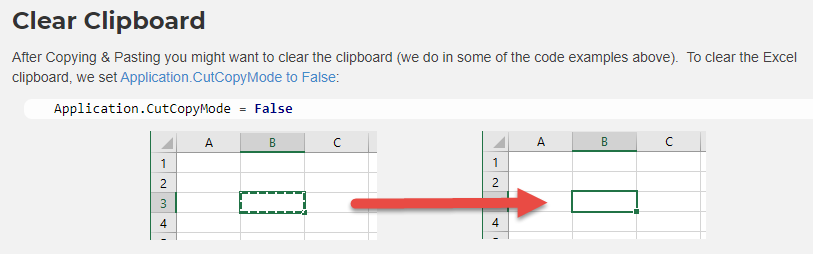 Clear Clipboard
After Copying & Pasting you might want to clear the clipboard (we do in some of the code examples above).  To clear the Excel
clipboard, we set Application.CutCopyMode to False:
Application.CutCopyMode = False
A B C
1
2
3
4
A B C
1
2
4